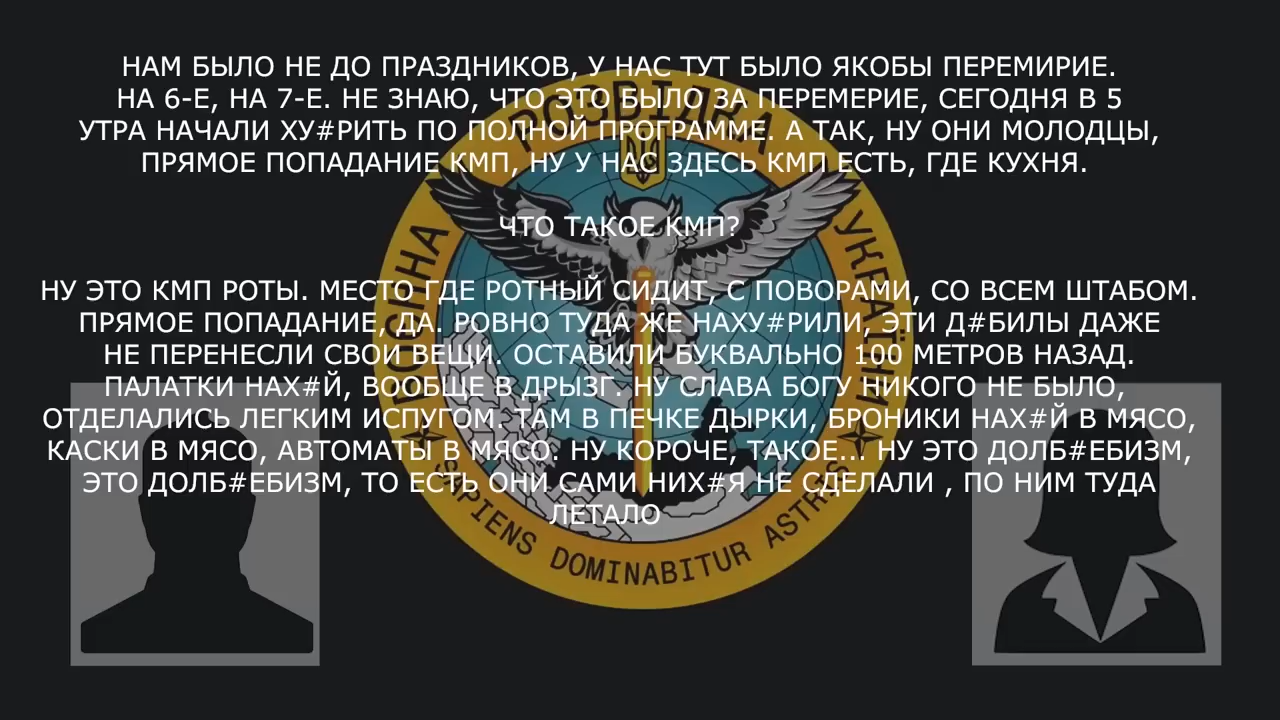 НАМ БЫЛО НЕ ДО ПРАЗДНИКОВ, У НАС ТУТ БЫЛО ЯКОБЫ ПЕРЕМИРИЕ.
НА 6-Е, НА 7-Е. НЕ ЗНАЮ, ЧТО ЭТО БЫЛО ЗА ПЕРЕМЕРИЕ, СЕГОДНЯ В 5
УТРА НАЧАЛИ ХУ#РИТЬ ПО ПОЛНОЙ ПРОГРАММЕ. А ТАК, НУ ОНИ МОЛОДЦЫ,
ПРЯМОЕ ПОПАДАНИЕ КМП, НУ У НАС ЗДЕСЬ КМП ЕСТЬ, ГДЕ КУХНЯ.
ЧТО ТАКОЕ КМП?
НУ ЭТО КМП РОТЫ. МЕСТО ГДЕ РОТНЫЙ СИДИТ, С ПОВОРАМИ, СО ВСЕМ ШТАБОМ.
ПРЯМОЕ ПОПАДАНИЕ, ДА. РОВНО ТУДА ЖЕ НАХУ#РИЛИ, ЭТИ Д#БИЛЫ ДАЖЕ
НЕ ПЕРЕНЕСЛИ СВОИ ВЕЩИ. ОСТАВИЛИ БУКВАЛЬНО 100 МЕТРОВ НАЗАД.
ПАЛАТКИ НАХ#Й, ВООБЩЕ В ДРЫЗГ . НУ СЛАВА БОГУ НИКОГО НЕ БЫЛО,
ОТДЕЛАЛИСЬ ЛЕГКИМ ИСПУГОМ. ТАМ В ПЕЧКЕ ДЫРКИ, БРОНИКИ НАХ#Й В МЯСО,
КАСКИ В МЯСО, АВТОМАТЫ В МЯСО. НУ КОРОЧЕ, ТАКОЕ... НУ ЭТО ДОЛБ#ЕБИЗМ,
ЭТО ДОЛБ#ЕБИЗМ, ТО ЕСТЬ ОНИ САМИ НИХ#Я НЕ СДЕЛАЛИ , ПО НИМ ТУДА
ЛЕТАЛО
РОЗВІДКА
УКРАЇНИ
SAPIENS DOMINABITUR ASTRIS